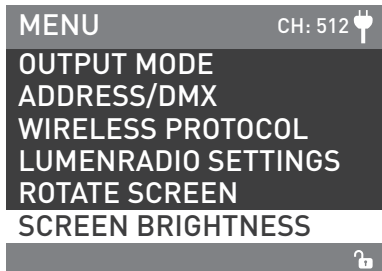 MENU CH: 512
OUTPUT MODE
ADDRESS/DMX
WIRELESS PROTOCOL
LUMENRADIO SETTINGS
ROTATE SCREEN
SCREEN BRIGHTNESS